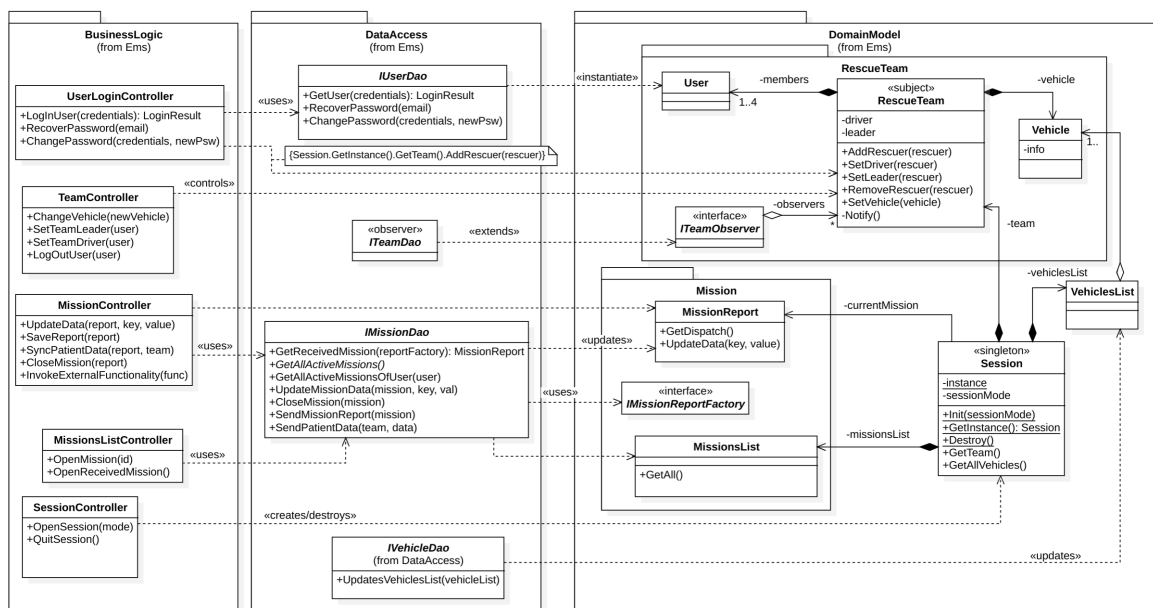 BusinessLogic
(from Ems)
UserLoginController
+LogInUser(credentials): LoginResult
+RecoverPassword(email)
+ChangePassword(credentials, newPsw)
TeamController
+ChangeVehicle(newVehicle)
+SetTeamLeader(user)
+SetTeamDriver(user)
+LogOutUser(user)
MissionController
+UpdateData(report, key, value)
+SaveReport(report)
+SyncPatientData(report, team)
+CloseMission(report)
+InvokeExternalFunctionality(func)
MissionsListController
+OpenMission(id)
+OpenReceivedMission()
SessionController
+OpenSession(mode)
+QuitSession()
«uses»
«controls»
«uses»
«uses»
«creates/destroys»
DataAccess
(from Ems)
IUserDao
+GetUser(credentials): LoginResult
+RecoverPassword(email)
+ChangePassword(credentials, newPsw)
{Session.GetInstance().GetTeam().AddRescuer(rescuer)}
«observer»
ITeamDao
«extends»
IMissionDao
+GetReceivedMission(reportFactory): MissionReport
+GetAllActiveMissions()
+GetAllActiveMissionsOfUser(user)
+UpdateMissionData(mission, key, val)
+CloseMission(mission)
+SendMissionReport(mission)
+SendPatientData(team, data)
IVehicleDao
(from DataAccess)
+UpdatesVehiclesList(vehicleList)
«instantiate»
«updates»
«uses»
«updates»
DomainModel
(from Ems)
RescueTeam
User
-members
1..4
«subject»
RescueTeam
-driver
-leader
+AddRescuer(rescuer)
+SetDriver(rescuer)
+SetLeader(rescuer)
+RemoveRescuer(rescuer)
+SetVehicle(vehicle)
-Notify()
-vehicle
Vehicle
-info
1..
«interface»
ITeamObserver
-observers
*
-team
-vehiclesList
VehiclesList
Mission
MissionReport
+GetDispatch()
+UpdateData(key, value)
-currentMission
«interface»
IMissionReportFactory
MissionsList
+GetAll()
-missionsList
«singleton»
Session
-instance
-sessionMode
+Init(sessionMode)
+GetInstance(): Session
+Destroy()
+GetTeam()
+GetAllVehicles()